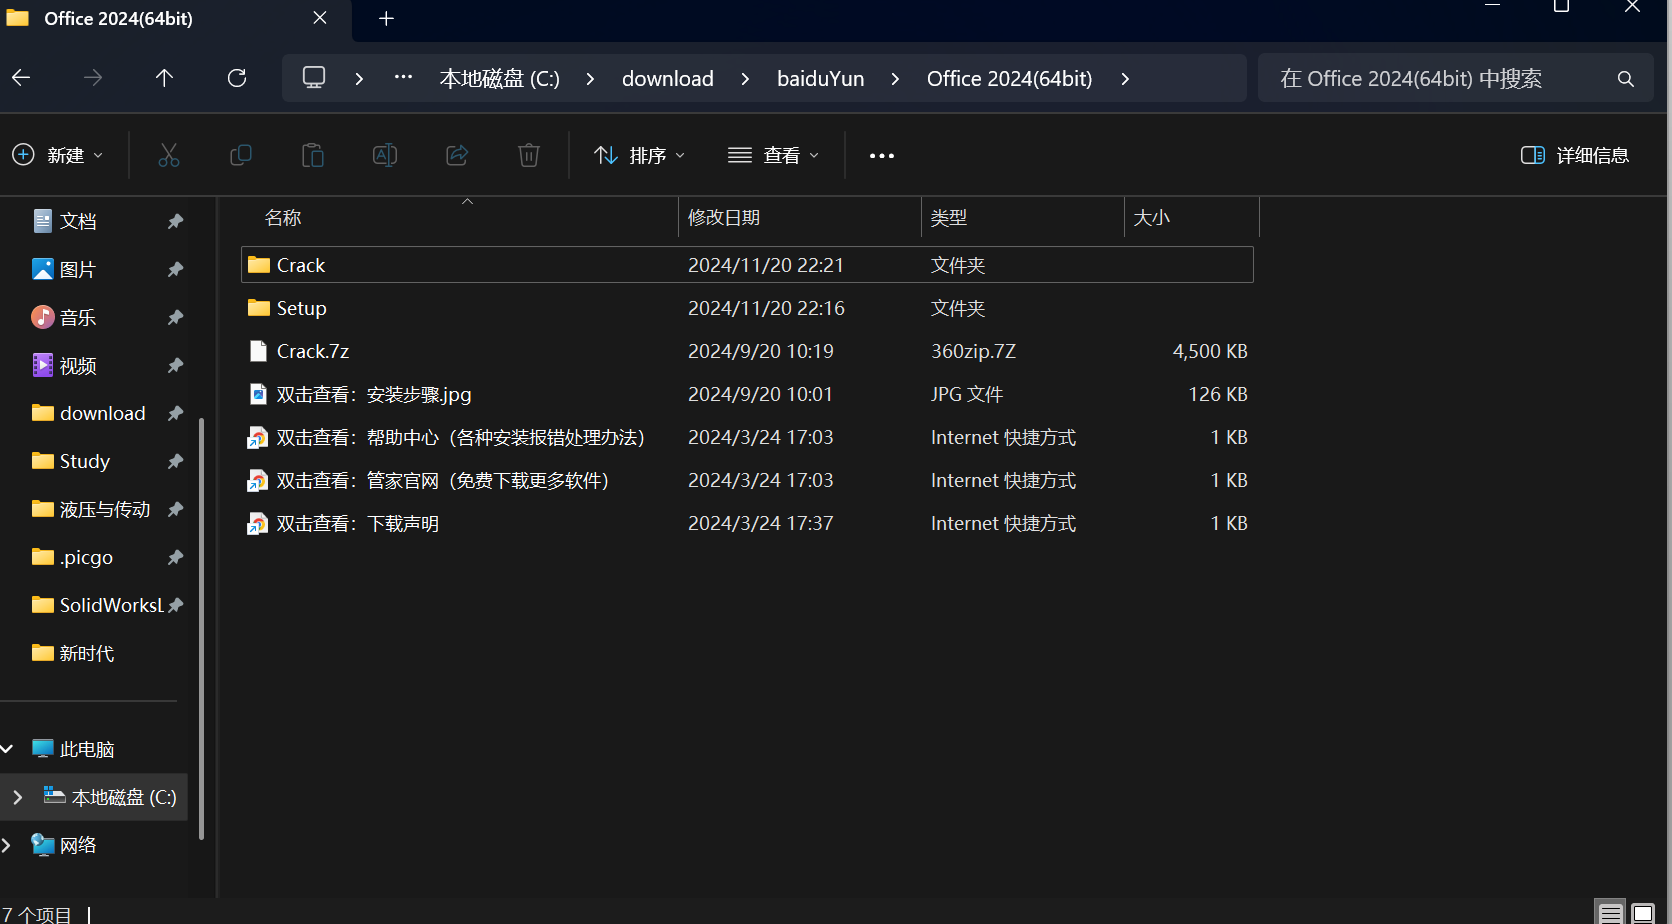 Office 2024(64bit)
本地磁盘 (C:) download baiduYun Office 2024(64bit)
在 Office 2024(64bit) 中搜索
新建 排序 查看 详细信息
名称 修改日期 类型 大小
Crack 2024/11/20 22:21 文件夹
Setup 2024/11/20 22:16 文件夹
Crack.7z 2024/9/20 10:19 360zip.7Z 4,500 KB
双击查看：安装步骤.jpg 2024/9/20 10:01 JPG 文件 126 KB
双击查看：帮助中心（各种安装报错处理办法） 2024/3/24 17:03 Internet 快捷方式 1 KB
双击查看：管家官网（免费下载更多软件） 2024/3/24 17:03 Internet 快捷方式 1 KB
双击查看：下载声明 2024/3/24 17:37 Internet 快捷方式 1 KB
文档
图片
音乐
视频
download
Study
液压与传动
.picgo
SolidWorksL
新时代
此电脑
本地磁盘 (C:)
网络
7 个项目